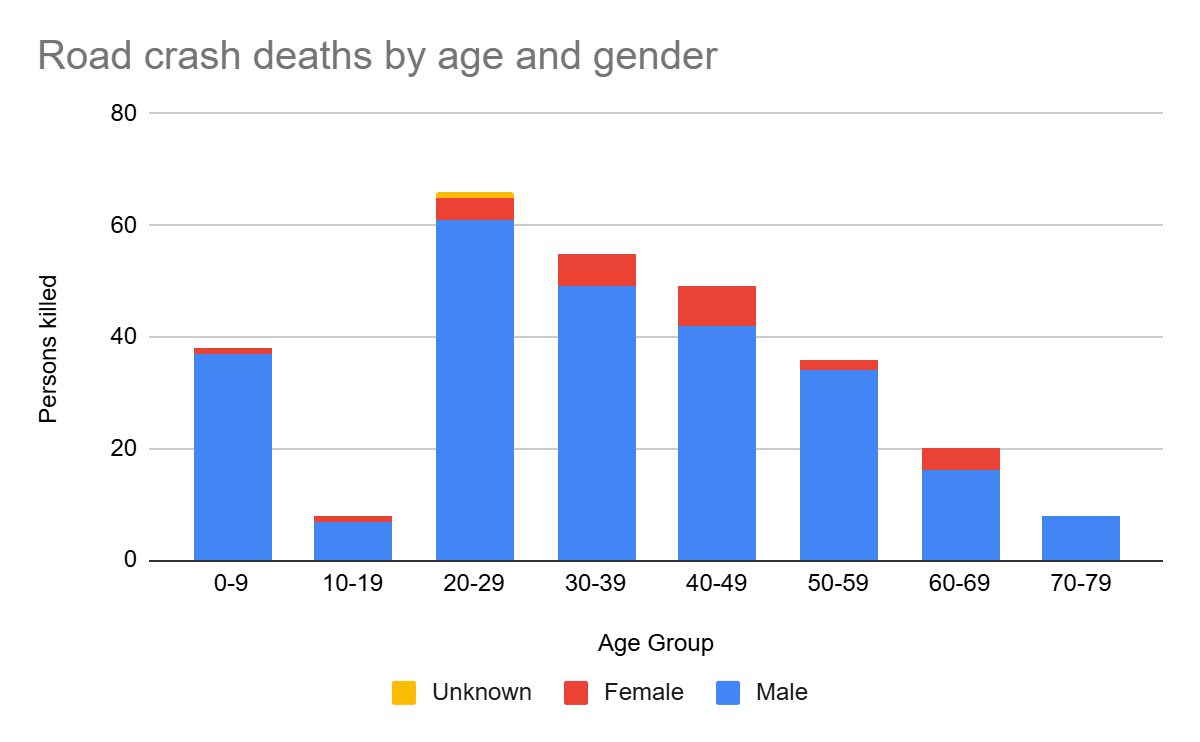 Road crash deaths by age and gender
80
60
40
20
0
Persons killed
0-9 10-19 20-29 30-39 40-49 50-59 60-69 70-79
Age Group
Unknown Female Male